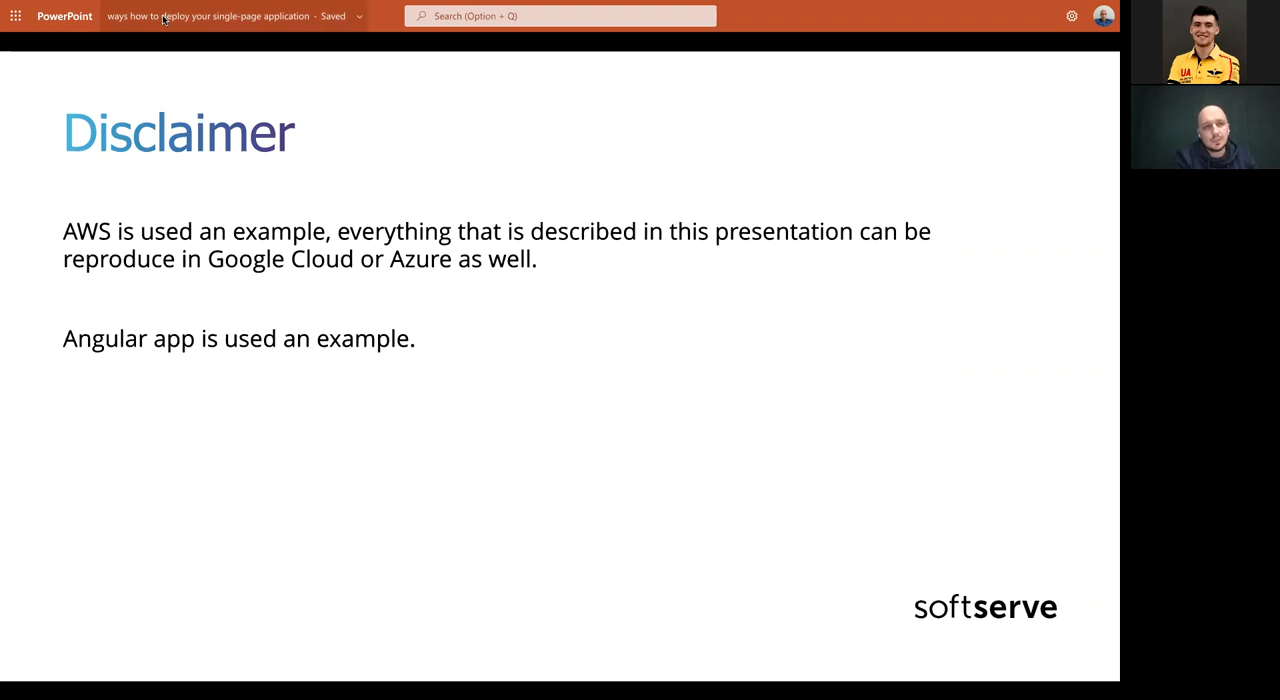 PowerPoint
ways how to deploy your single-page application - Saved
Search (Option + Q)
Disclaimer
AWS is used an example, everything that is described in this presentation can be
reproduce in Google Cloud or Azure as well.
Angular app is used an example.
softserve
UA